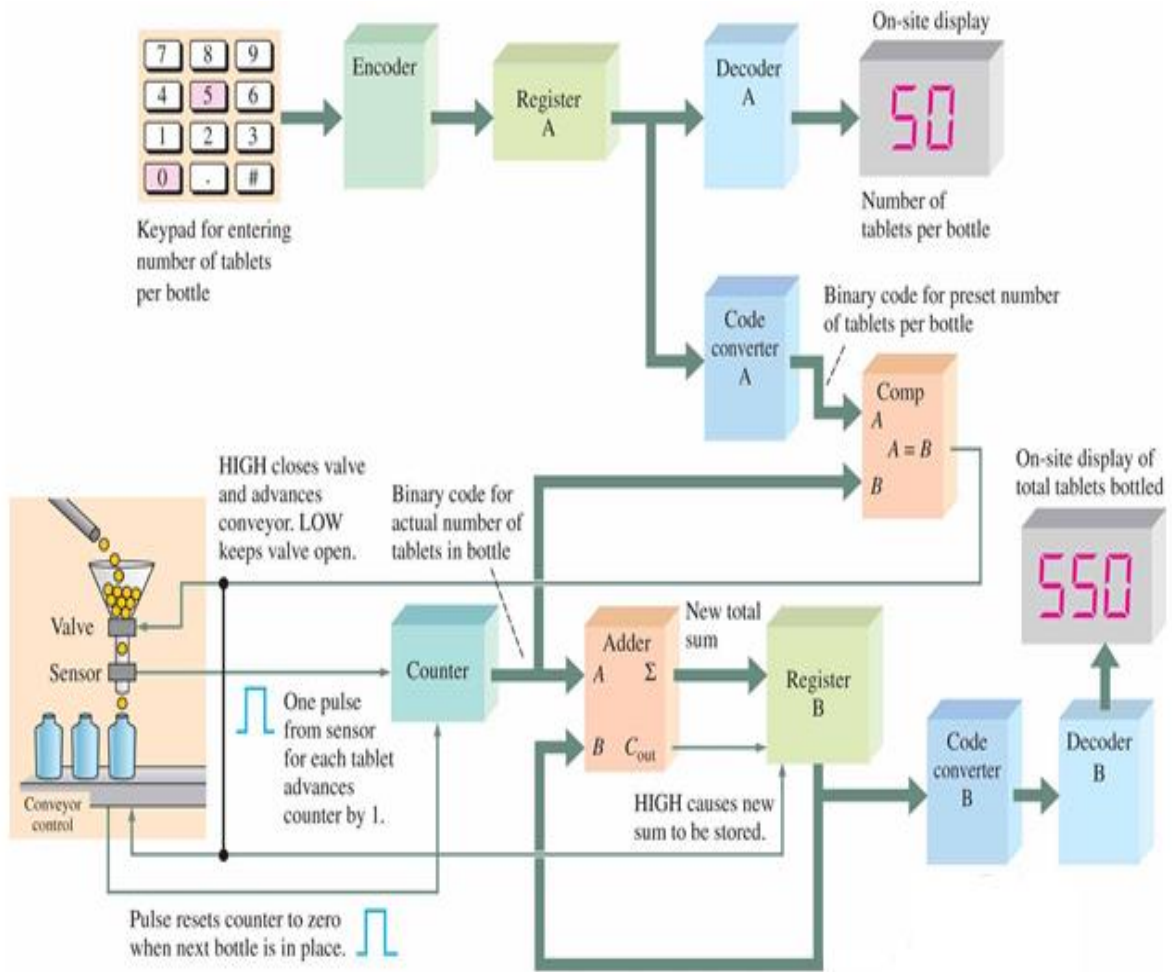 On-site display
7 8 9
4 5 6
1 2 3
0 . #
Encoder
Register
A
Decoder
A
50
Keypad for entering
number of tablets
per bottle
Number of
tablets per bottle
Code
converter
A
Binary code for preset number
of tablets per bottle
Comp
A
A = B
B
HIGH closes valve
and advances
conveyor. LOW
keeps valve open.
Binary code for
actual number of
tablets in bottle
On-site display of
total tablets bottled
550
Valve
Sensor
Counter
Adder
A Σ
B Cout
New total
sum
Register
B
One pulse
from sensor
for each tablet
advances
counter by 1.
Conveyor
control
HIGH causes new
sum to be stored.
Code
converter
B
Decoder
B
Pulse resets counter to zero
when next bottle is in place.